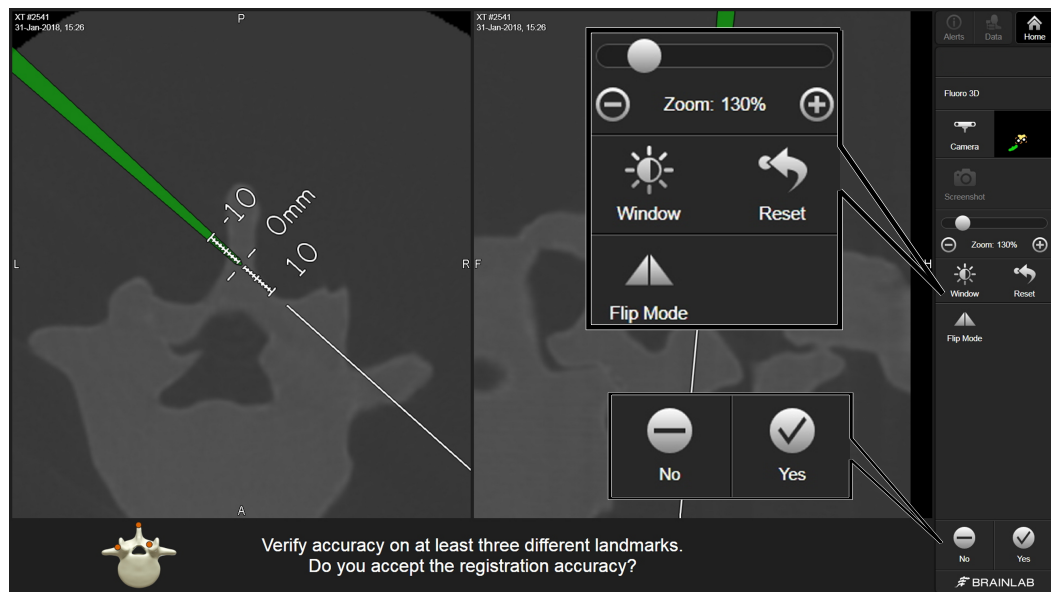 XT #2541
31-Jan-2018, 15:26
P
-10
0mm
10
L
R
A
XT #2541
31-Jan-2018, 15:26
F
H
Zoom: 130%
Window
Reset
Flip Mode
No
Yes
Alerts
Data
Home
Fluoro 3D
Camera
Screenshot
Zoom: 130%
Window
Reset
Flip Mode
No
Yes
BRAINLAB
Verify accuracy on at least three different landmarks.
Do you accept the registration accuracy?